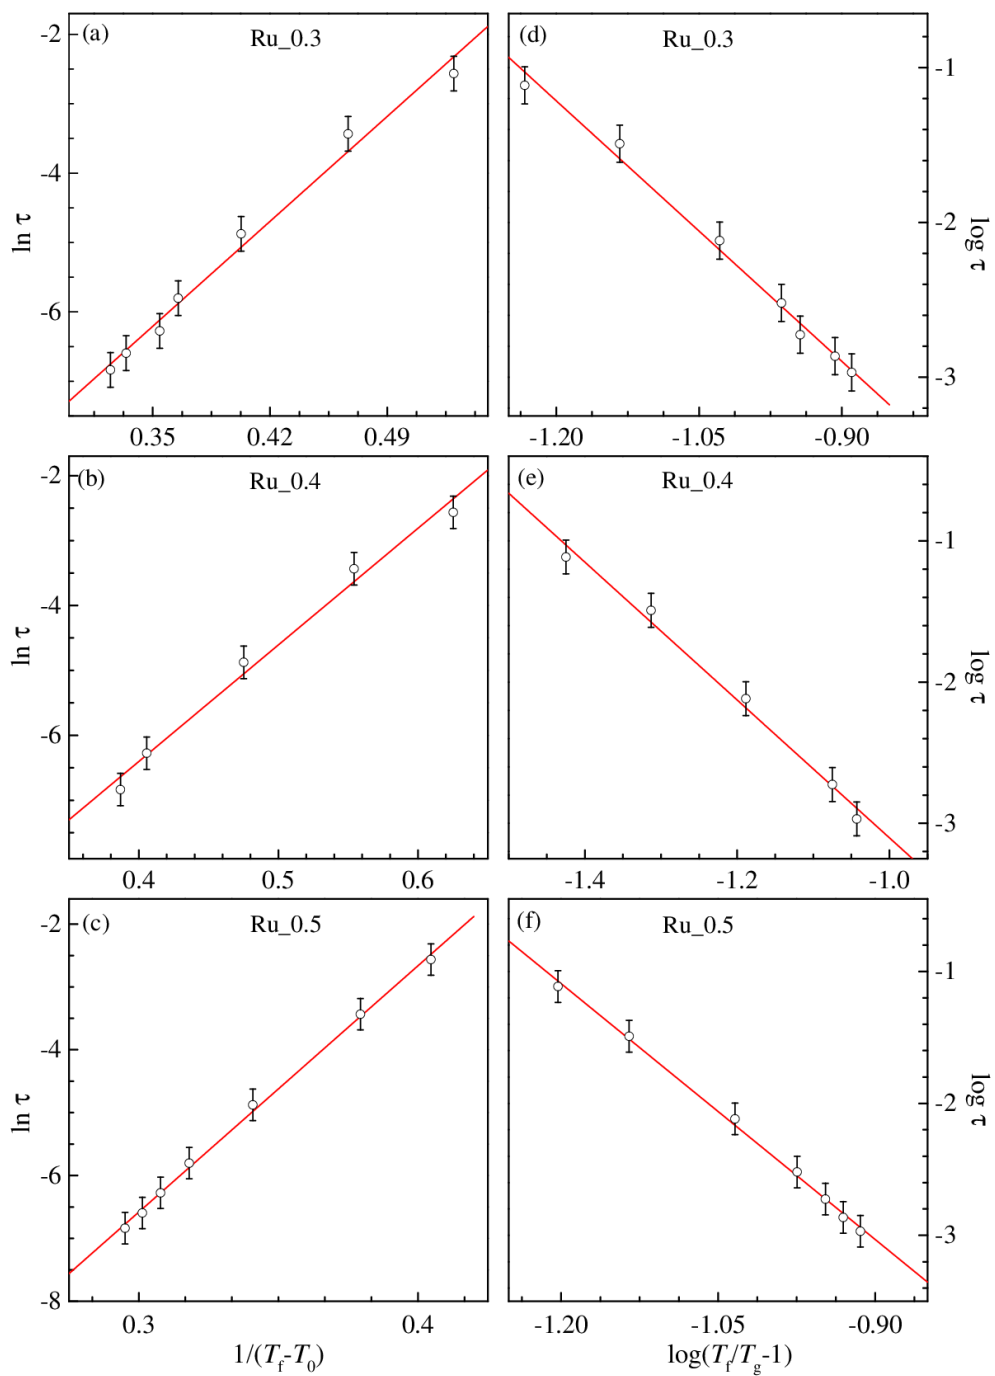 (a)
Ru_0.3
-2
-4
-6
ln τ
0.35 0.42 0.49
(d)
Ru_0.3
-1
-2
-3
log τ
-1.20 -1.05 -0.90
(b)
Ru_0.4
-2
-4
-6
ln τ
0.4 0.5 0.6
(e)
Ru_0.4
-1
-2
-3
log τ
-1.4 -1.2 -1.0
(c)
Ru_0.5
-2
-4
-6
-8
ln τ
0.3 0.4
1/(Tf-T0)
(f)
Ru_0.5
-1
-2
-3
log τ
-1.20 -1.05 -0.90
log(Tf/Tg-1)